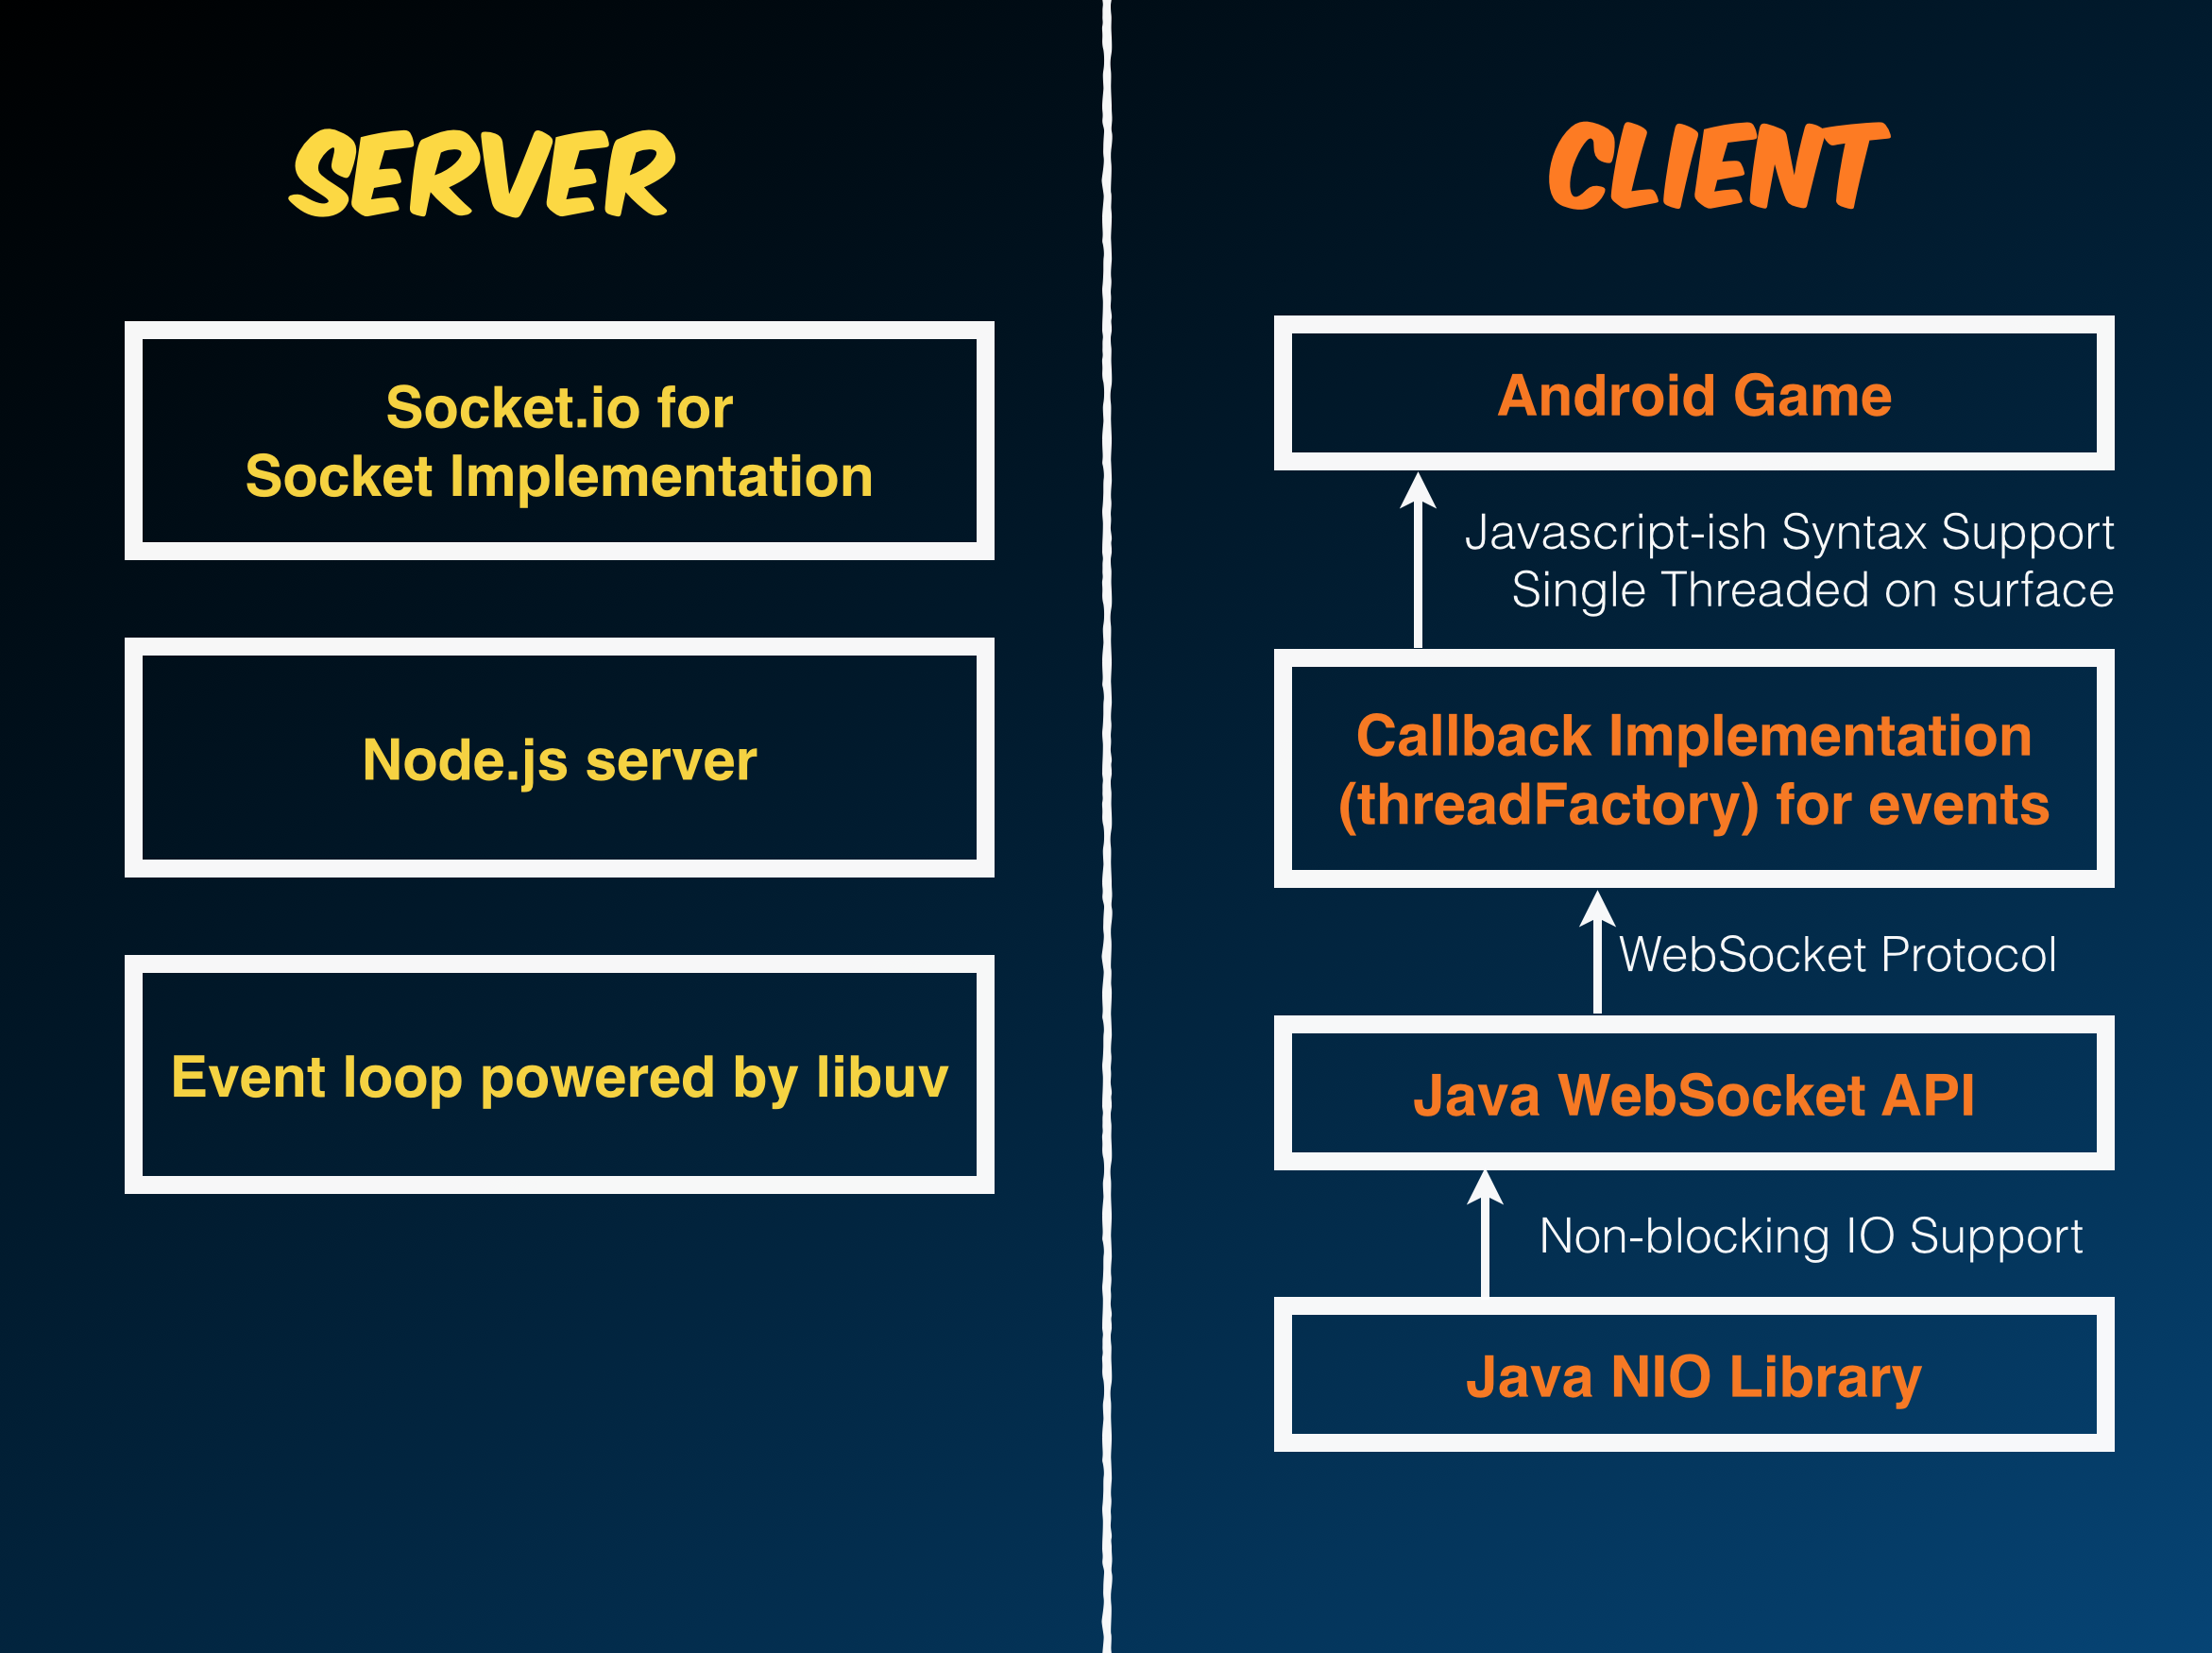 SERVER
Socket.io for
Socket Implementation
Node.js server
Event loop powered by libuv
CLIENT
Android Game
Javascript-ish Syntax Support
Single Threaded on surface
Callback Implementation
(threadFactory) for events
WebSocket Protocol
Java WebSocket API
Non-blocking IO Support
Java NIO Library